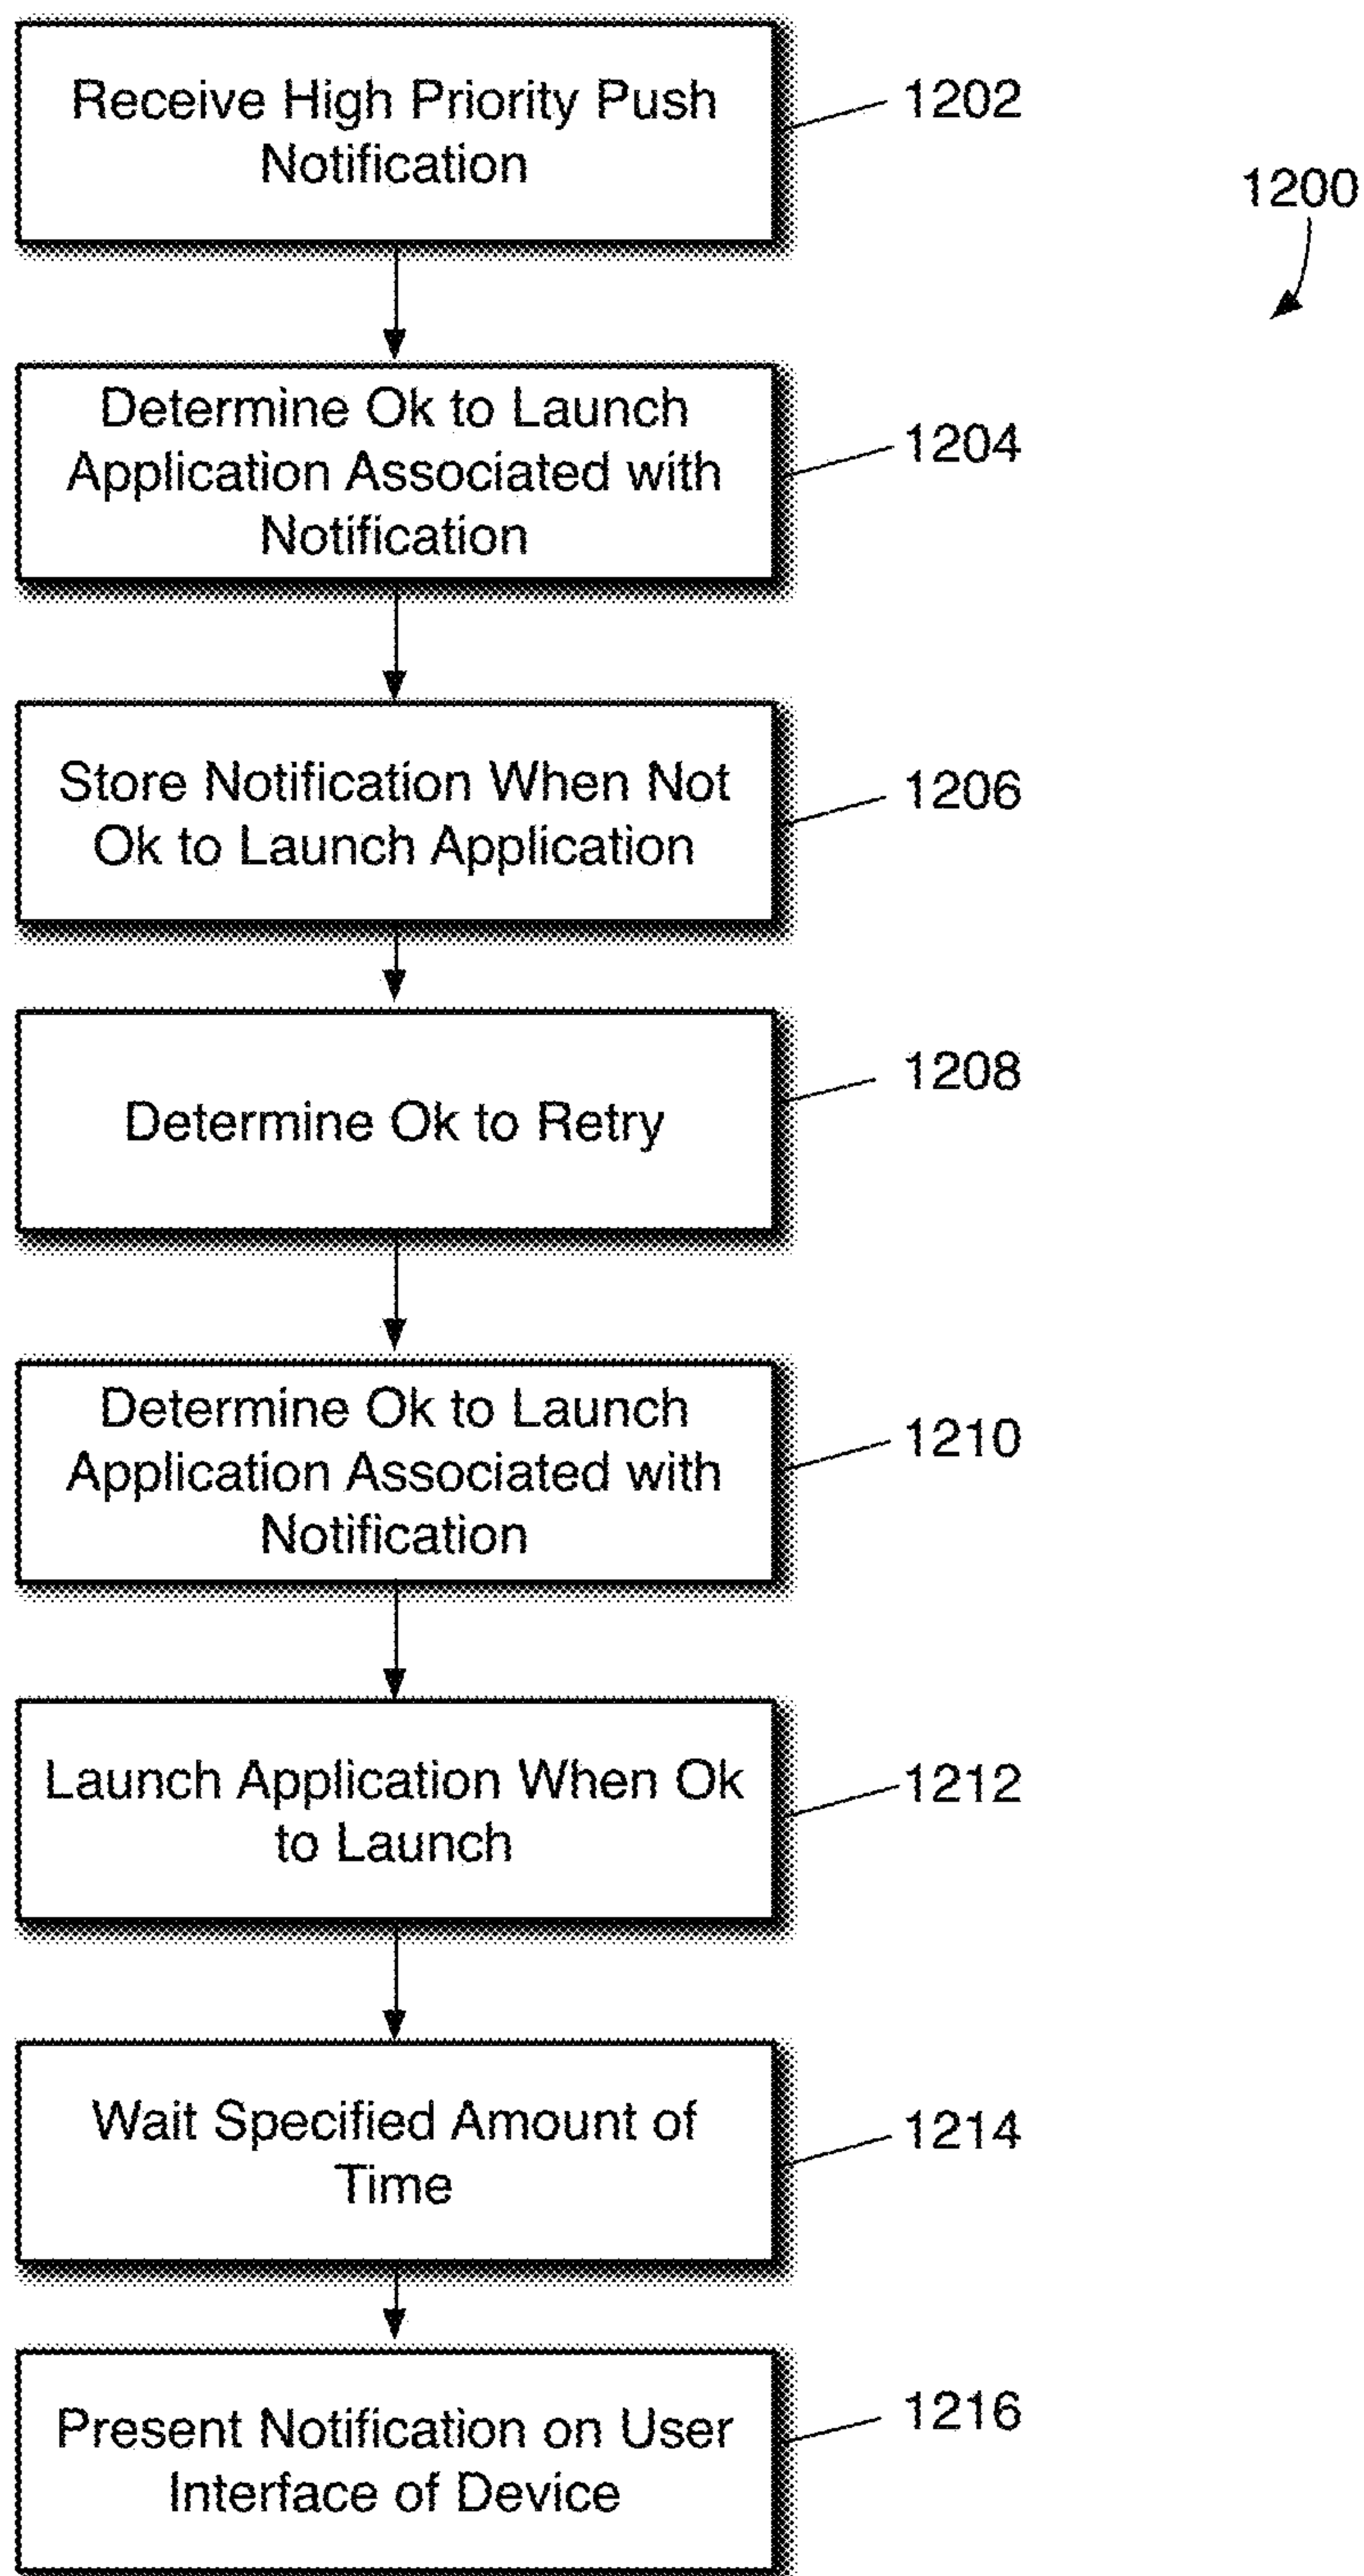 Receive High Priority Push
Notification
1202
1200
Determine Ok to Launch
Application Associated with
Notification
1204
Store Notification When Not
Ok to Launch Application
1206
Determine Ok to Retry
1208
Determine Ok to Launch
Application Associated with
Notification
1210
Launch Application When Ok
to Launch
1212
Wait Specified Amount of
Time
1214
Present Notification on User
Interface of Device
1216